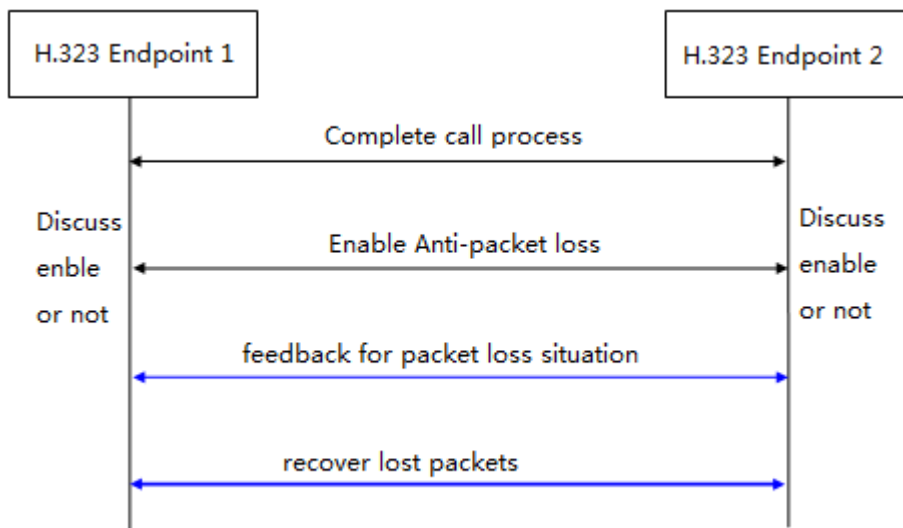 H.323 Endpoint 1
H.323 Endpoint 2
Complete call process
Discuss
enble
or not
Enable Anti-packet loss
Discuss
enable
or not
feedback for packet loss situation
recover lost packets